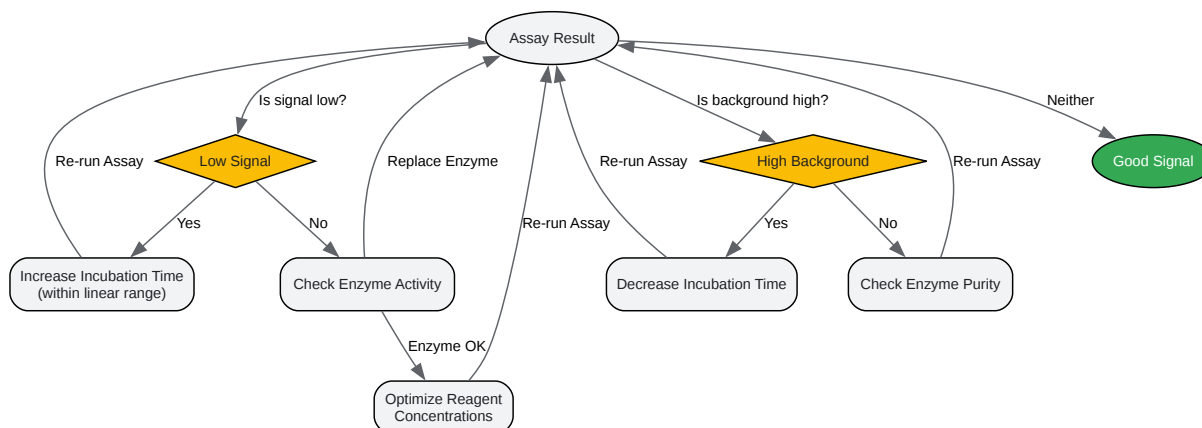 Assay Result
Is signal low?
Is background high?
Neither
Re-run Assay
Low Signal
Replace Enzyme
Re-run Assay
High Background
Re-run Assay
Good Signal
Yes
No
Re-run Assay
Yes
No
Increase Incubation Time
(within linear range)
Check Enzyme Activity
Decrease Incubation Time
Check Enzyme Purity
Enzyme OK
Optimize Reagent
Concentrations